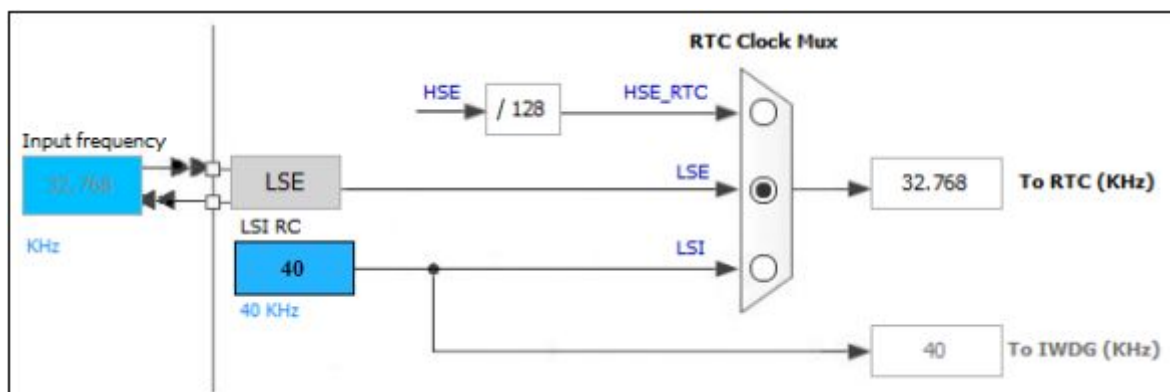 RTC Clock Mux
HSE
/ 128
HSE_RTC
Input frequency
32.768
LSE
LSE
32.768
To RTC (KHz)
KHz
LSI RC
40
LSI
40 KHz
40
To IWDG (KHz)